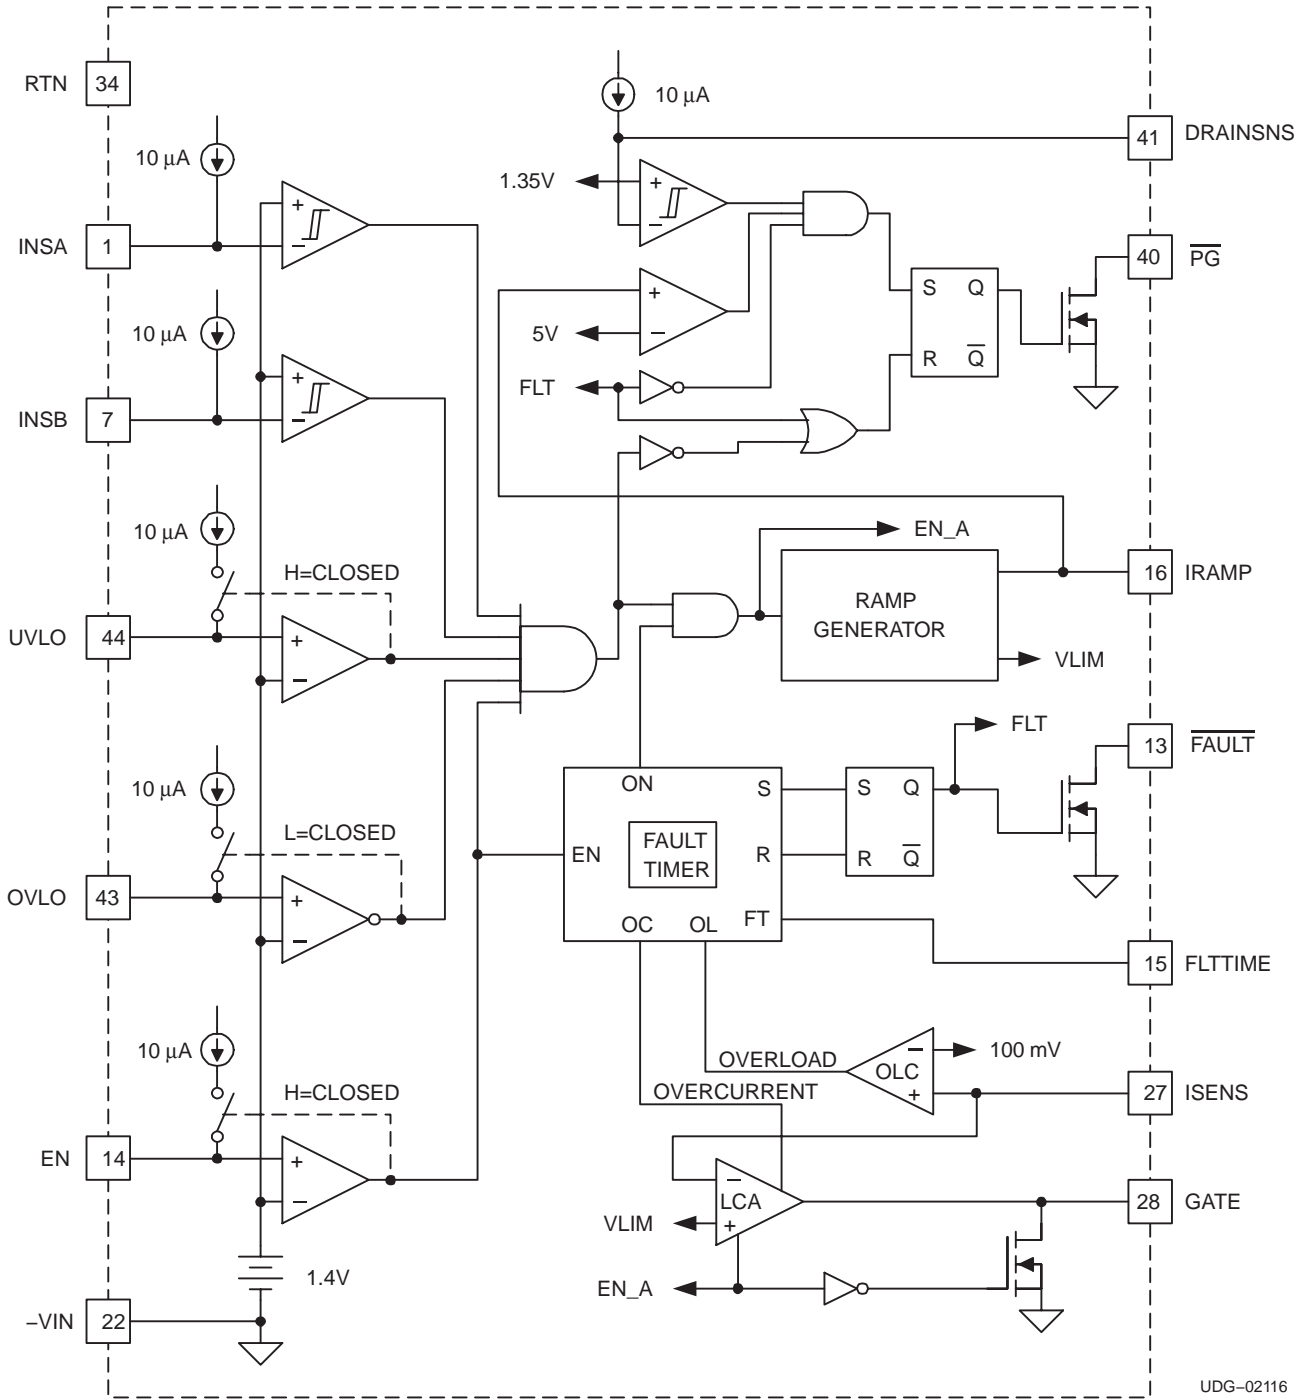 RTN 34
10 μA
DRAINSNS 41
10 μA
1.35V
+
−
INSA 1
+
−
PG 40
+
−
5V
S Q
R Q
10 μA
FLT
INSB 7
+
−
10 μA
H=CLOSED
EN_A
RAMP
GENERATOR
16 IRAMP
VLIM
UVLO 44
+
−
FLT
13 FAULT
10 μA
L=CLOSED
ON
S
S Q
EN
FAULT
TIMER
R
R Q
OVLO 43
+
−
OC OL FT
15 FLTTIME
10 μA
H=CLOSED
OVERLOAD
−
OLC
+
100 mV
OVERCURRENT
27 ISENS
EN 14
+
−
−
LCA
+
28 GATE
VLIM
1.4V
EN_A
−VIN 22
UDG−02116